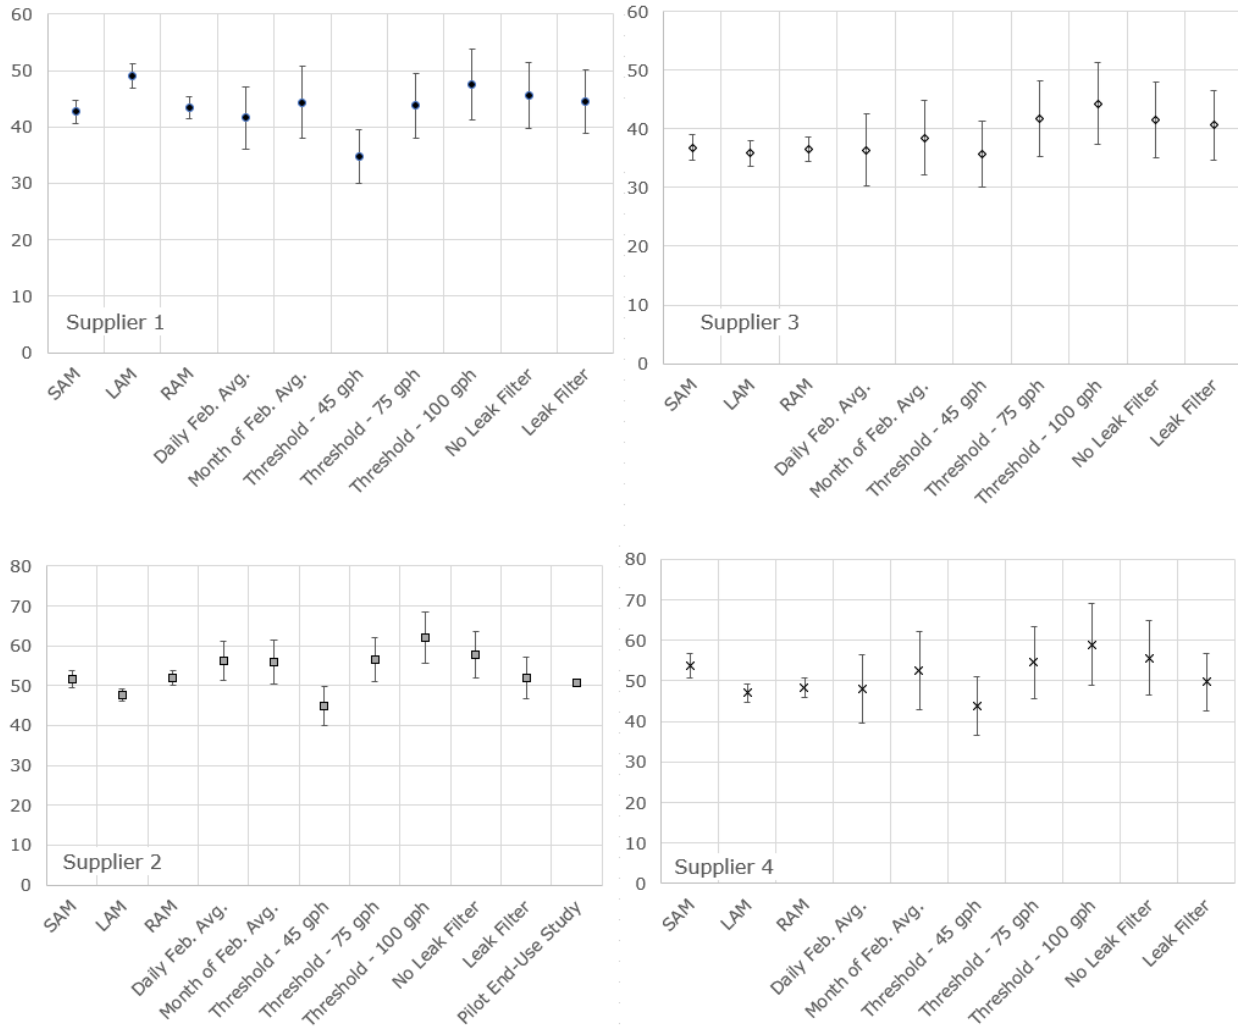 60
50
40
30
20
10
0
Supplier 1
SAM
LAM
RAM
Daily Feb. Avg.
Month of Feb. Avg.
Threshold - 45 gph
Threshold - 75 gph
Threshold - 100 gph
No Leak Filter
Leak Filter
60
50
40
30
20
10
0
Supplier 3
SAM
LAM
RAM
Daily Feb. Avg.
Month of Feb. Avg.
Threshold - 45 gph
Threshold - 75 gph
Threshold - 100 gph
No Leak Filter
Leak Filter
80
70
60
50
40
30
20
10
0
Supplier 2
SAM
LAM
RAM
Daily Feb. Avg.
Month of Feb. Avg.
Threshold - 45 gph
Threshold - 75 gph
Threshold - 100 gph
No Leak Filter
Leak Filter
Pilot End-Use Study
80
70
60
50
40
30
20
10
0
Supplier 4
SAM
LAM
RAM
Daily Feb. Avg.
Month of Feb. Avg.
Threshold - 45 gph
Threshold - 75 gph
Threshold - 100 gph
No Leak Filter
Leak Filter